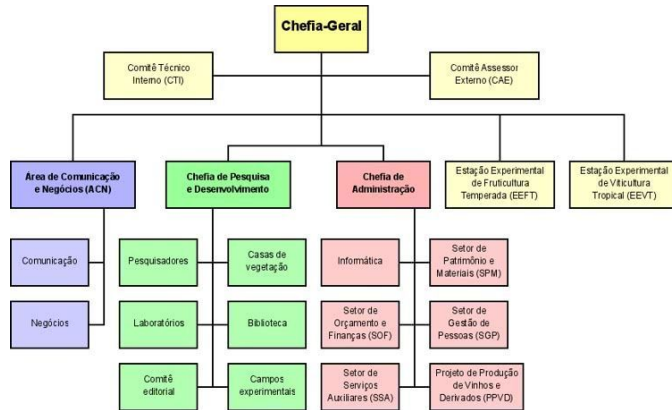 Chefia-Geral
Comitê Técnico
Interno (CTI)
Comitê Assessor
Externo (CAE)
Área de Comunicação
e Negócios (ACN)
Chefia de Pesquisa
e Desenvolvimento
Chefia de
Administração
Estação Experimental
de Fruticultura
Temperada (EEFT)
Estação Experimental
de Viticultura
Tropical (EEVT)
Comunicação
Pesquisadores
Casas de
vegetação
Informática
Setor de
Patrimônio e
Materiais (SPM)
Negócios
Laboratórios
Biblioteca
Setor de
Orçamento e
Finanças (SOF)
Setor de
Gestão de
Pessoas (SGP)
Comitê
editorial
Campos
experimentais
Setor de
Serviços
Auxiliares (SSA)
Projeto de Produção
de Vinhos e
Derivados (PPVD)